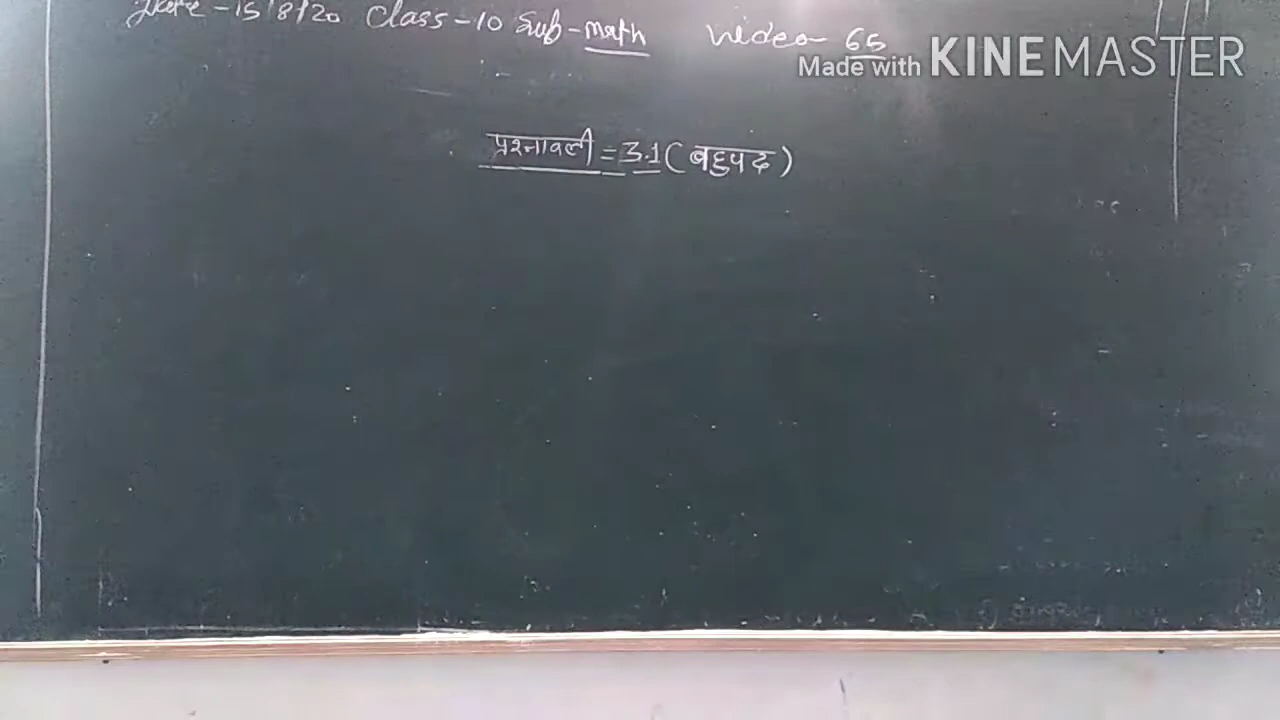 Date - 15/8/20 Class - 10 Sub - math Video - 65
Made with KINEMASTER
प्रश्नावली = 3.1 ( बहुपद )